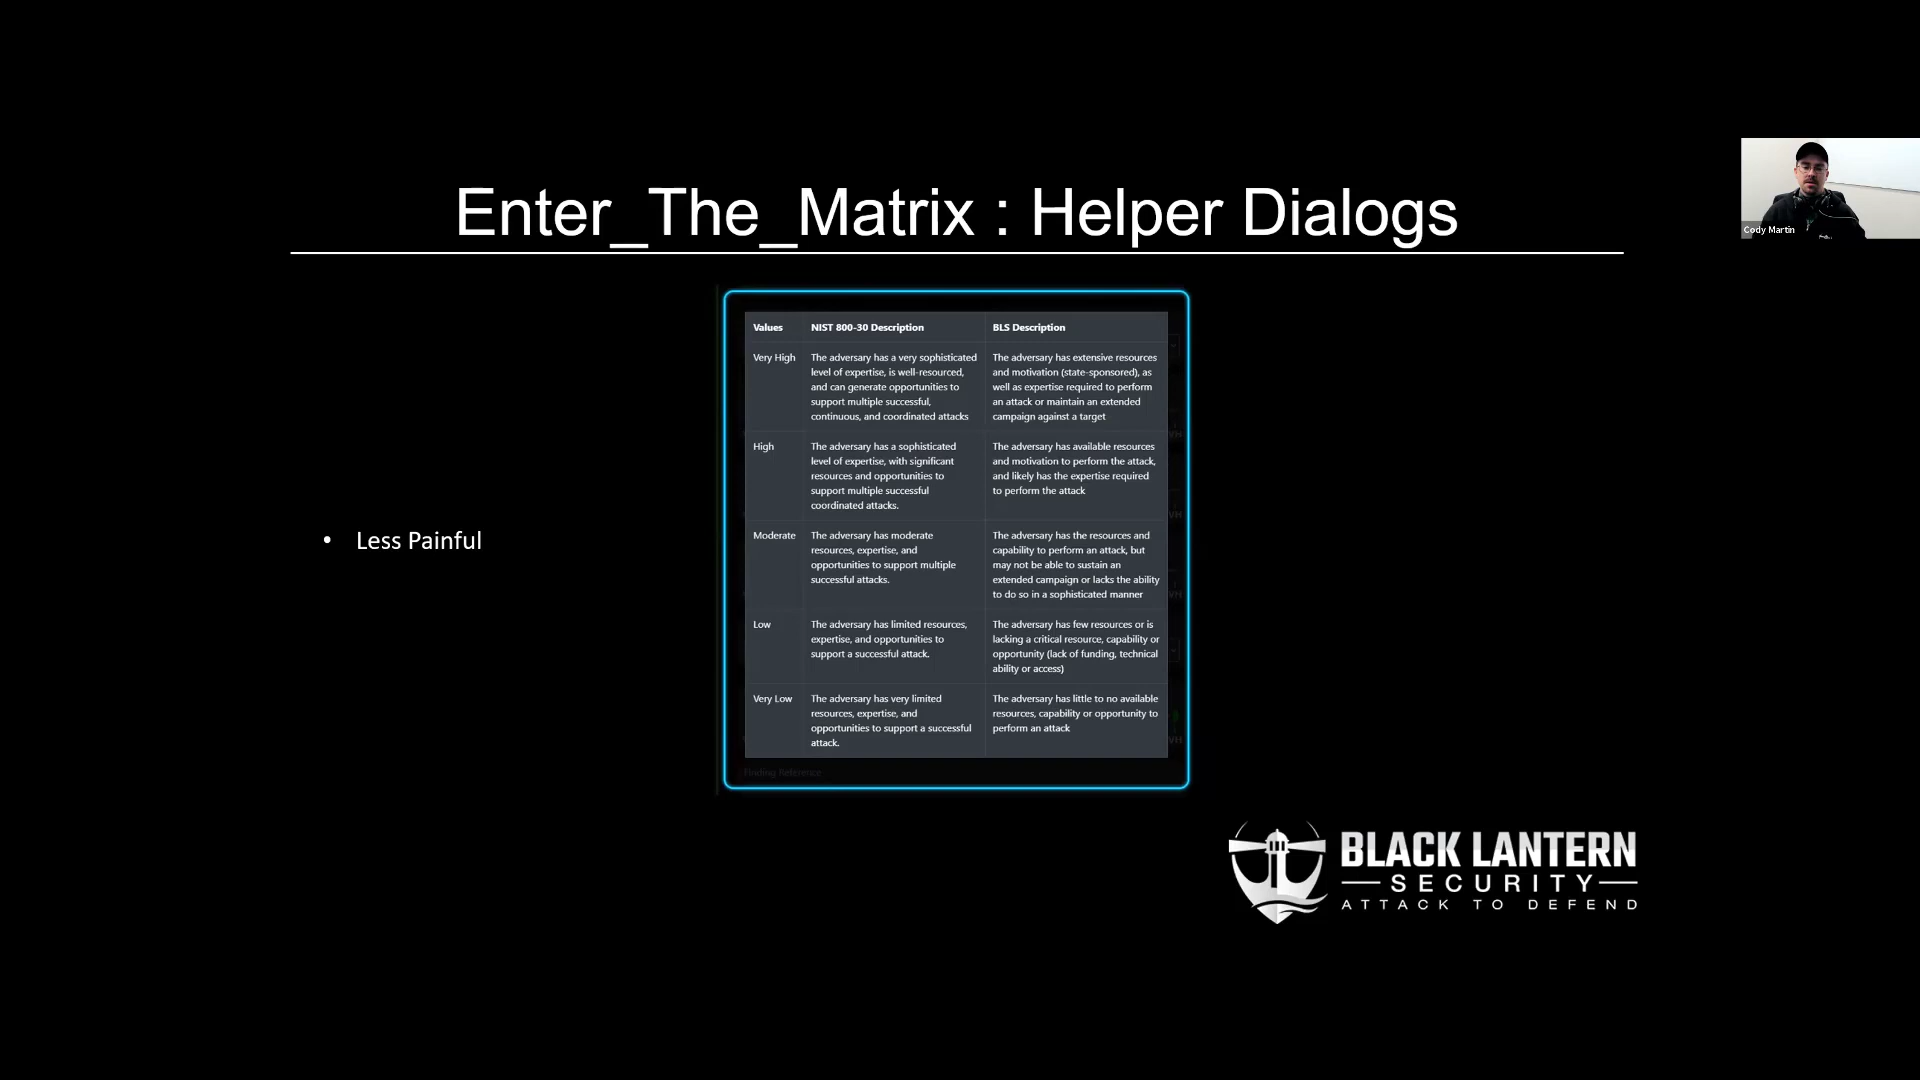 Enter_The_Matrix : Helper Dialogs
Cody Martin
• Less Painful
Values NIST 800-30 Description BLS Description
Very High
The adversary has a very sophisticated
level of expertise, is well-resourced,
and can generate opportunities to
support multiple successful,
continuous, and coordinated attacks
The adversary has extensive resources
and motivation (state-sponsored), as
well as expertise required to perform
an attack or maintain an extended
campaign against a target
High
The adversary has a sophisticated
level of expertise, with significant
resources and opportunities to
support multiple successful
coordinated attacks.
The adversary has available resources
and motivation to perform the attack,
and likely has the expertise required
to perform the attack
Moderate
The adversary has moderate
resources, expertise, and
opportunities to support multiple
successful attacks.
The adversary has the resources and
capability to perform an attack, but
may not be able to sustain an
extended campaign or lacks the ability
to do so in a sophisticated manner
Low
The adversary has limited resources,
expertise, and opportunities to
support a successful attack.
The adversary has few resources or is
lacking a critical resource, capability or
opportunity (lack of funding, technical
ability or access)
Very Low
The adversary has very limited
resources, expertise, and
opportunities to support a successful
attack.
The adversary has little to no available
resources, capability or opportunity to
perform an attack
Finding Reference
VH
VH
VH
VH
BLACK LANTERN
SECURITY
ATTACK TO DEFEND